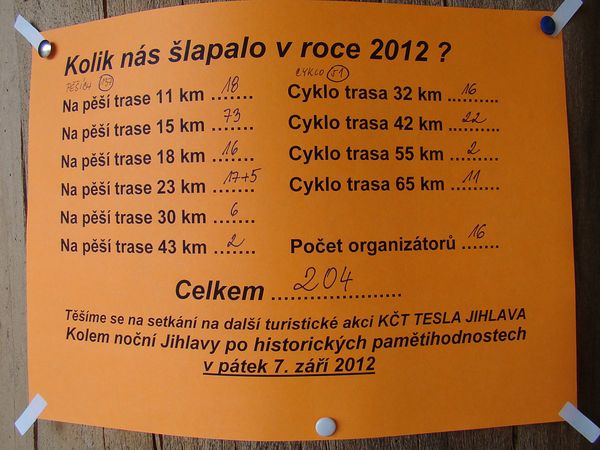 Kolik nás šlapalo v roce 2012 ?
PĚŠÍCH 137
CYKLO 51
Na pěší trase 11 km ....... 18
Na pěší trase 15 km ....... 73
Na pěší trase 18 km ....... 16
Na pěší trase 23 km ....... 17+5
Na pěší trase 30 km ....... 6
Na pěší trase 43 km ....... 2
Cyklo trasa 32 km ......... 16
Cyklo trasa 42 km ......... 22
Cyklo trasa 55 km ......... 2
Cyklo trasa 65 km ......... 11
Počet organizátorů ....... 16
Celkem ..................... 204
Těšíme se na setkání na další turistické akci KČT TESLA JIHLAVA
Kolem noční Jihlavy po historických pamětihodnostech
v pátek 7. září 2012